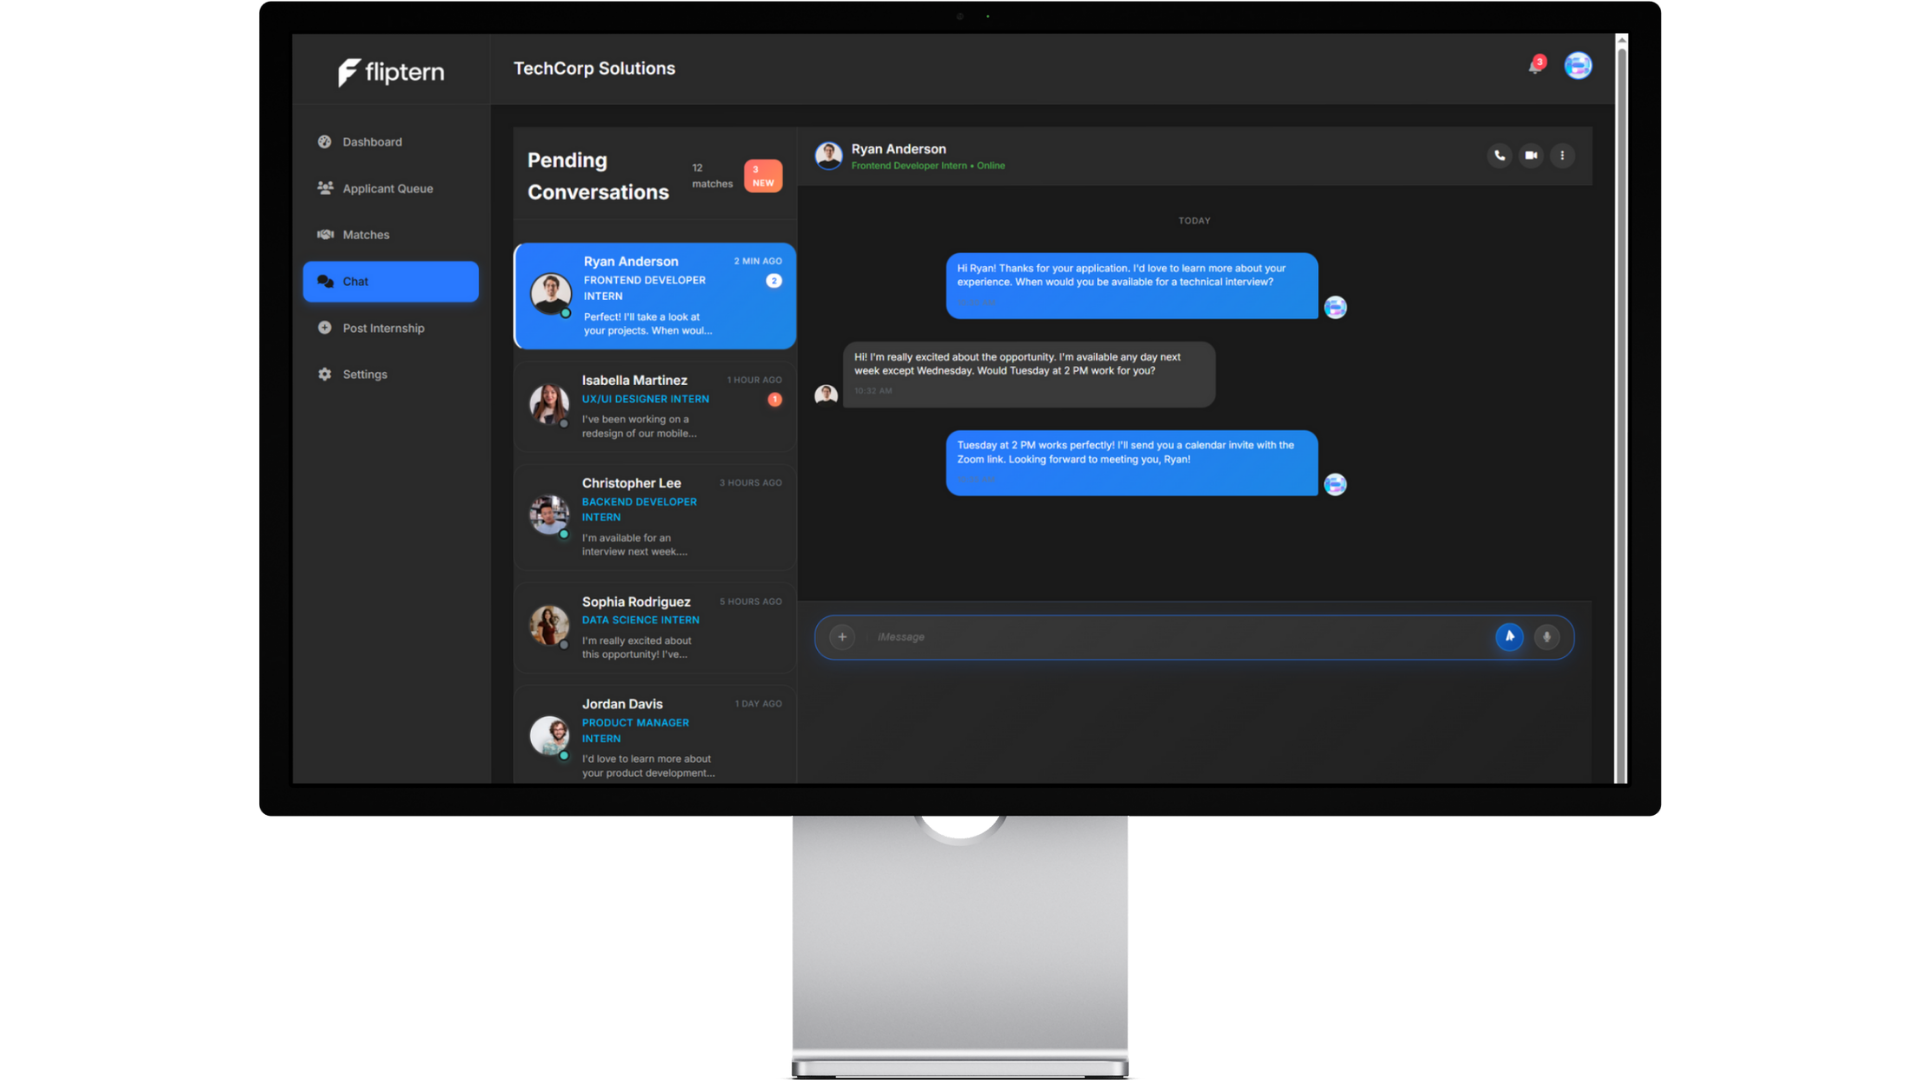 fliptern
TechCorp Solutions
3
Dashboard
Applicant Queue
Matches
Chat
Post Internship
Settings
Pending
Conversations
12
matches
3
NEW
Ryan Anderson
2 MIN AGO
FRONTEND DEVELOPER
INTERN
2
Perfect! I'll take a look at
your projects. When woul...
Isabella Martinez
1 HOUR AGO
UX/UI DESIGNER INTERN
1
I've been working on a
redesign of our mobile...
Christopher Lee
3 HOURS AGO
BACKEND DEVELOPER
INTERN
I'm available for an
interview next week....
Sophia Rodriguez
5 HOURS AGO
DATA SCIENCE INTERN
I'm really excited about
this opportunity! I've...
Jordan Davis
1 DAY AGO
PRODUCT MANAGER
INTERN
I'd love to learn more about
your product development...
Ryan Anderson
Frontend Developer Intern • Online
TODAY
Hi Ryan! Thanks for your application. I'd love to learn more about your
experience. When would you be available for a technical interview?
Hi! I'm really excited about the opportunity. I'm available any day next
week except Wednesday. Would Tuesday at 2 PM work for you?
10:32 AM
Tuesday at 2 PM works perfectly! I'll send you a calendar invite with the
Zoom link. Looking forward to meeting you, Ryan!
iMessage